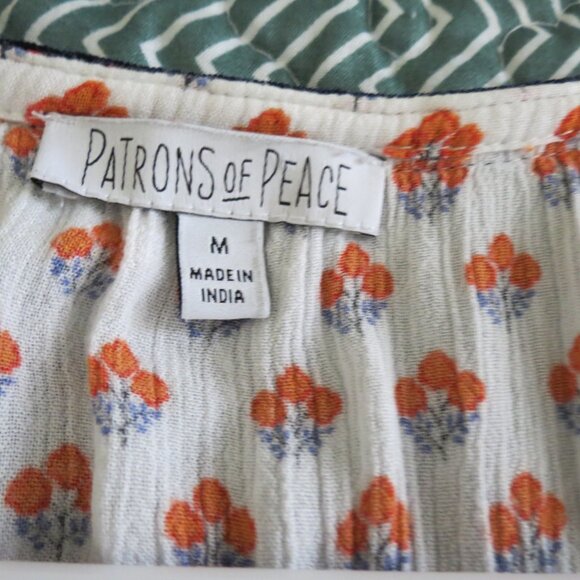 PATRONS OF PEACE
M
MADE IN
INDIA